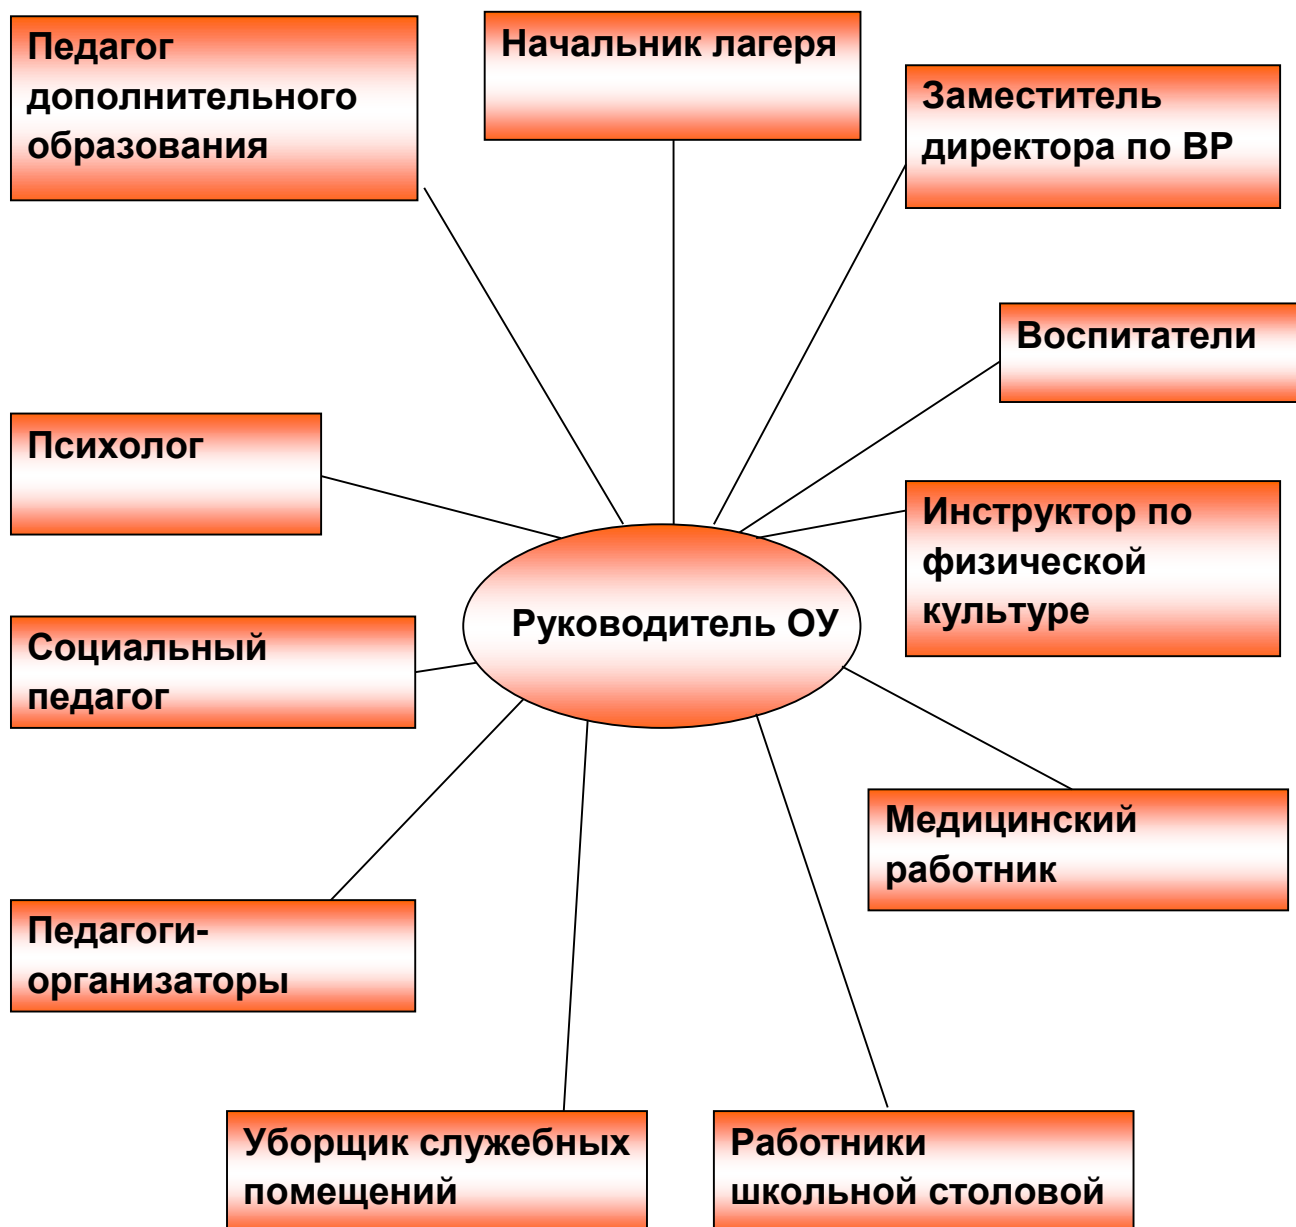 Педагог
дополнительного
образования
Начальник лагеря
Заместитель
директора по ВР
Воспитатели
Психолог
Инструктор по
физической
культуре
Руководитель ОУ
Социальный
педагог
Медицинский
работник
Педагоги-
организаторы
Уборщик служебных
помещений
Работники
школьной столовой